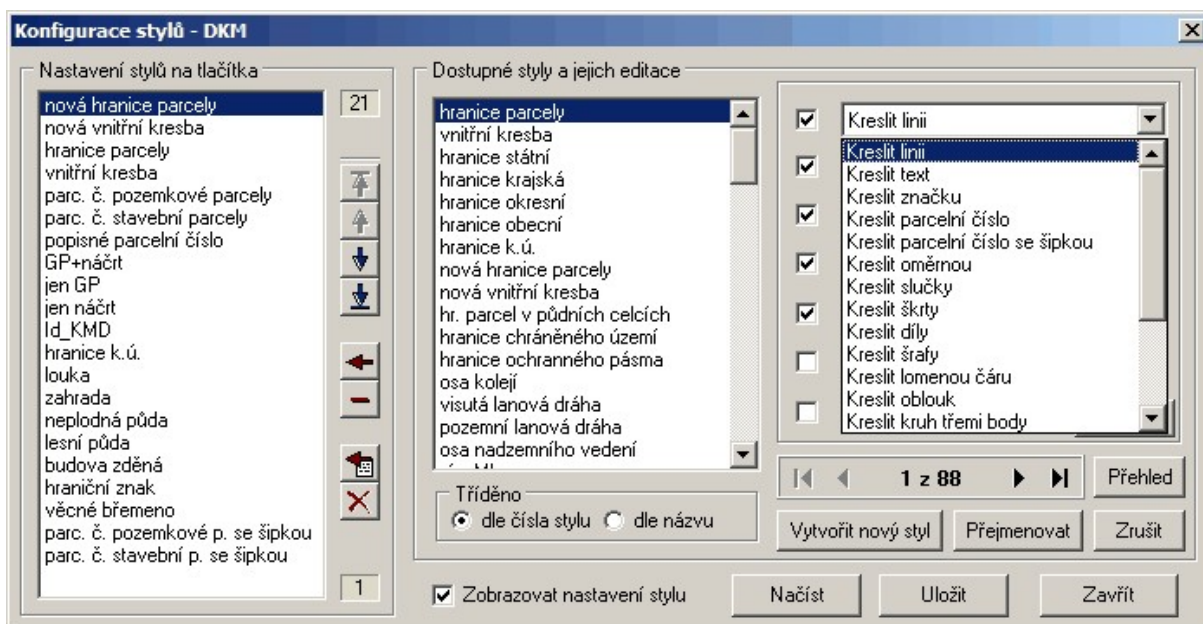 Konfigurace stylů - DKM
Nastavení stylů na tlačítka
nová hranice parcely
nová vnitřní kresba
hranice parcely
vnitřní kresba
parc. č. pozemkové parcely
parc. č. stavební parcely
popisné parcelní číslo
GP+náčrt
jen GP
jen náčrt
Id_KMD
hranice k.ú.
louka
zahrada
neplodná půda
lesní půda
budova zděná
hraniční znak
věcné břemeno
parc. č. pozemkové p. se šipkou
parc. č. stavební p. se šipkou
21
1
Dostupné styly a jejich editace
hranice parcely
vnitřní kresba
hranice státní
hranice krajská
hranice okresní
hranice obecní
hranice k.ú.
nová hranice parcely
nová vnitřní kresba
hr. parcel v půdních celcích
hranice chráněného území
hranice ochranného pásma
osa kolejí
visutá lanová dráha
pozemní lanová dráha
osa nadzemního vedení
Tříděno
dle čísla stylu
dle názvu
Kreslit linii
Kreslit linii
Kreslit text
Kreslit značku
Kreslit parcelní číslo
Kreslit parcelní číslo se šipkou
Kreslit oměrnou
Kreslit slučky
Kreslit škrty
Kreslit díly
Kreslit šrafy
Kreslit lomenou čáru
Kreslit oblouk
Kreslit kruh třemi body
1 z 88
Přehled
Vytvořit nový styl
Přejmenovat
Zrušit
Zobrazovat nastavení stylu
Načíst
Uložit
Zavřít